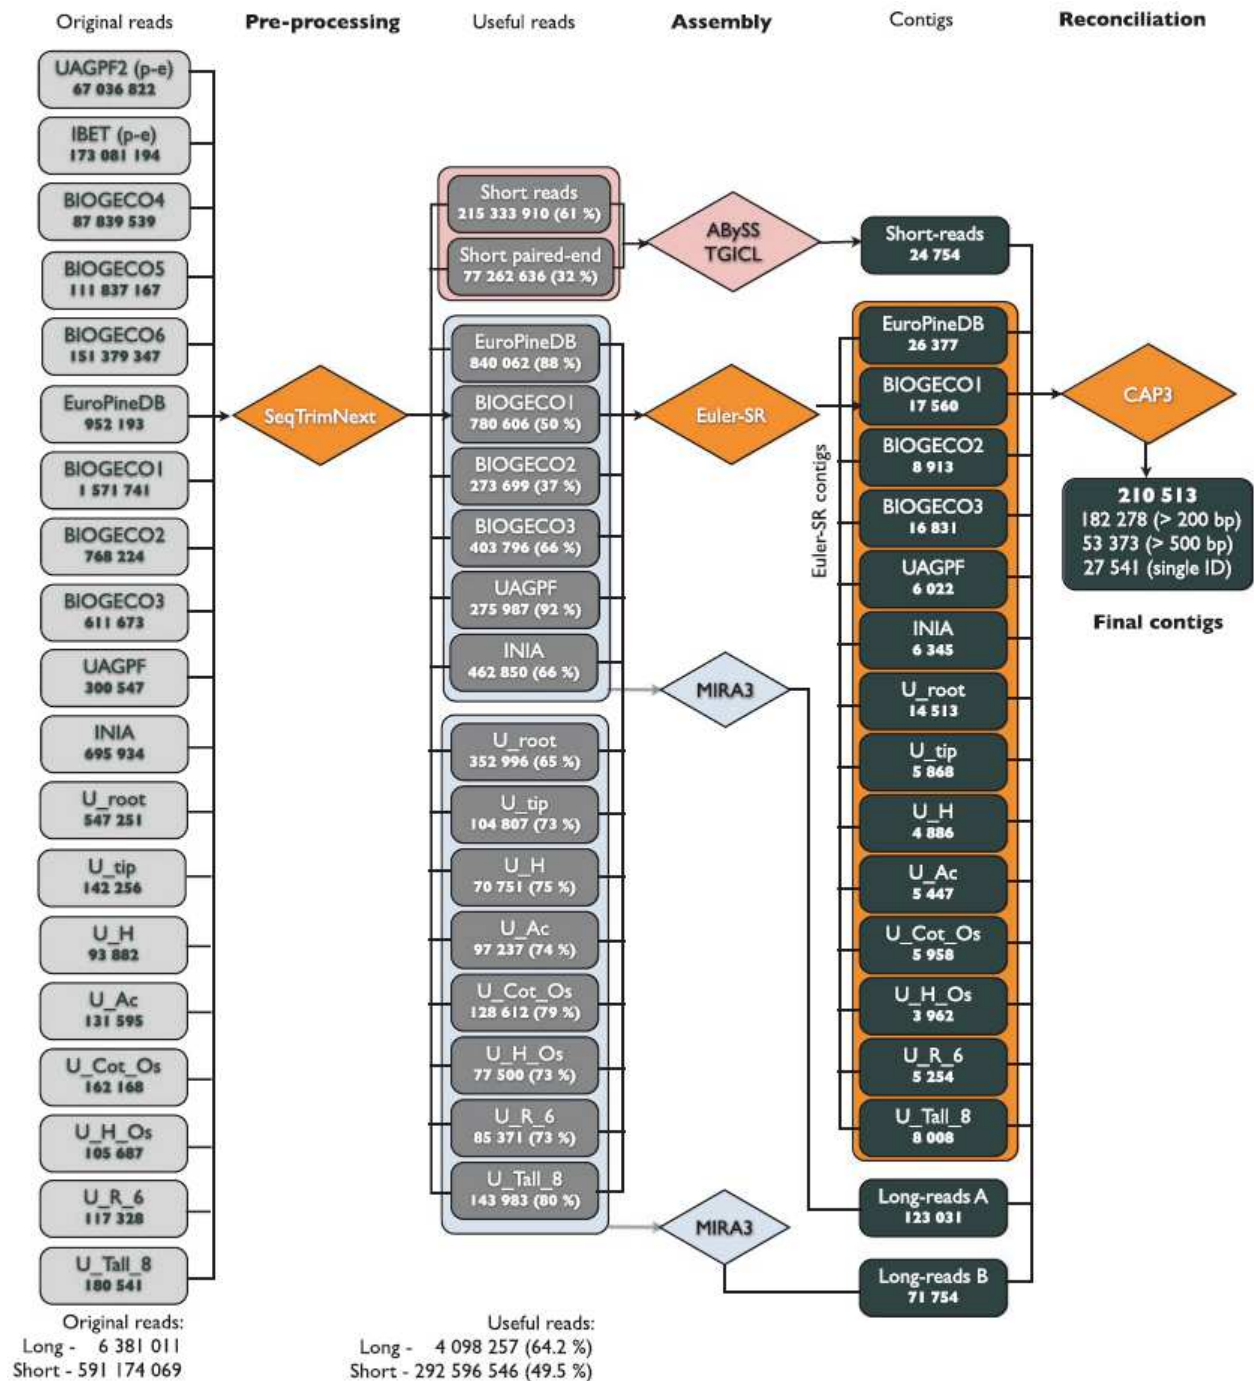 Original reads
Pre-processing
Useful reads
Assembly
Contigs
Reconciliation
UAGPF2 (p-e)
67 036 822
IBET (p-e)
173 081 194
BIOGECO4
87 839 539
BIOGECO5
111 837 167
BIOGECO6
151 379 347
EuroPineDB
952 193
BIOGECO1
1 571 741
BIOGECO2
768 224
BIOGECO3
611 673
UAGPF
300 547
INIA
695 934
U_root
547 251
U_tip
142 256
U_H
93 882
U_Ac
131 595
U_Cot_Os
162 168
U_H_Os
105 687
U_R_6
117 328
U_Tall_8
180 541
Original reads:
Long - 6 381 011
Short - 591 174 069
SeqTrimNext
Short reads
215 333 910 (61 %)
Short paired-end
77 262 636 (32 %)
EuroPineDB
840 062 (88 %)
BIOGECO1
780 606 (50 %)
BIOGECO2
273 699 (37 %)
BIOGECO3
403 796 (66 %)
UAGPF
275 987 (92 %)
INIA
462 850 (66 %)
U_root
352 996 (65 %)
U_tip
104 807 (73 %)
U_H
70 751 (75 %)
U_Ac
97 237 (74 %)
U_Cot_Os
128 612 (79 %)
U_H_Os
77 500 (73 %)
U_R_6
85 371 (73 %)
U_Tall_8
143 983 (80 %)
Useful reads:
Long - 4 098 257 (64.2 %)
Short - 292 596 546 (49.5 %)
ABySS
TGICL
Euler-SR
MIRA3
MIRA3
Short-reads
24 754
Euler-SR contigs
EuroPineDB
26 377
BIOGECO1
17 560
BIOGECO2
8 913
BIOGECO3
16 831
UAGPF
6 022
INIA
6 345
U_root
14 513
U_tip
5 868
U_H
4 886
U_Ac
5 447
U_Cot_Os
5 958
U_H_Os
3 962
U_R_6
5 254
U_Tall_8
8 008
Long-reads A
123 031
Long-reads B
71 754
CAP3
210 513
182 278 (> 200 bp)
53 373 (> 500 bp)
27 541 (single ID)
Final contigs